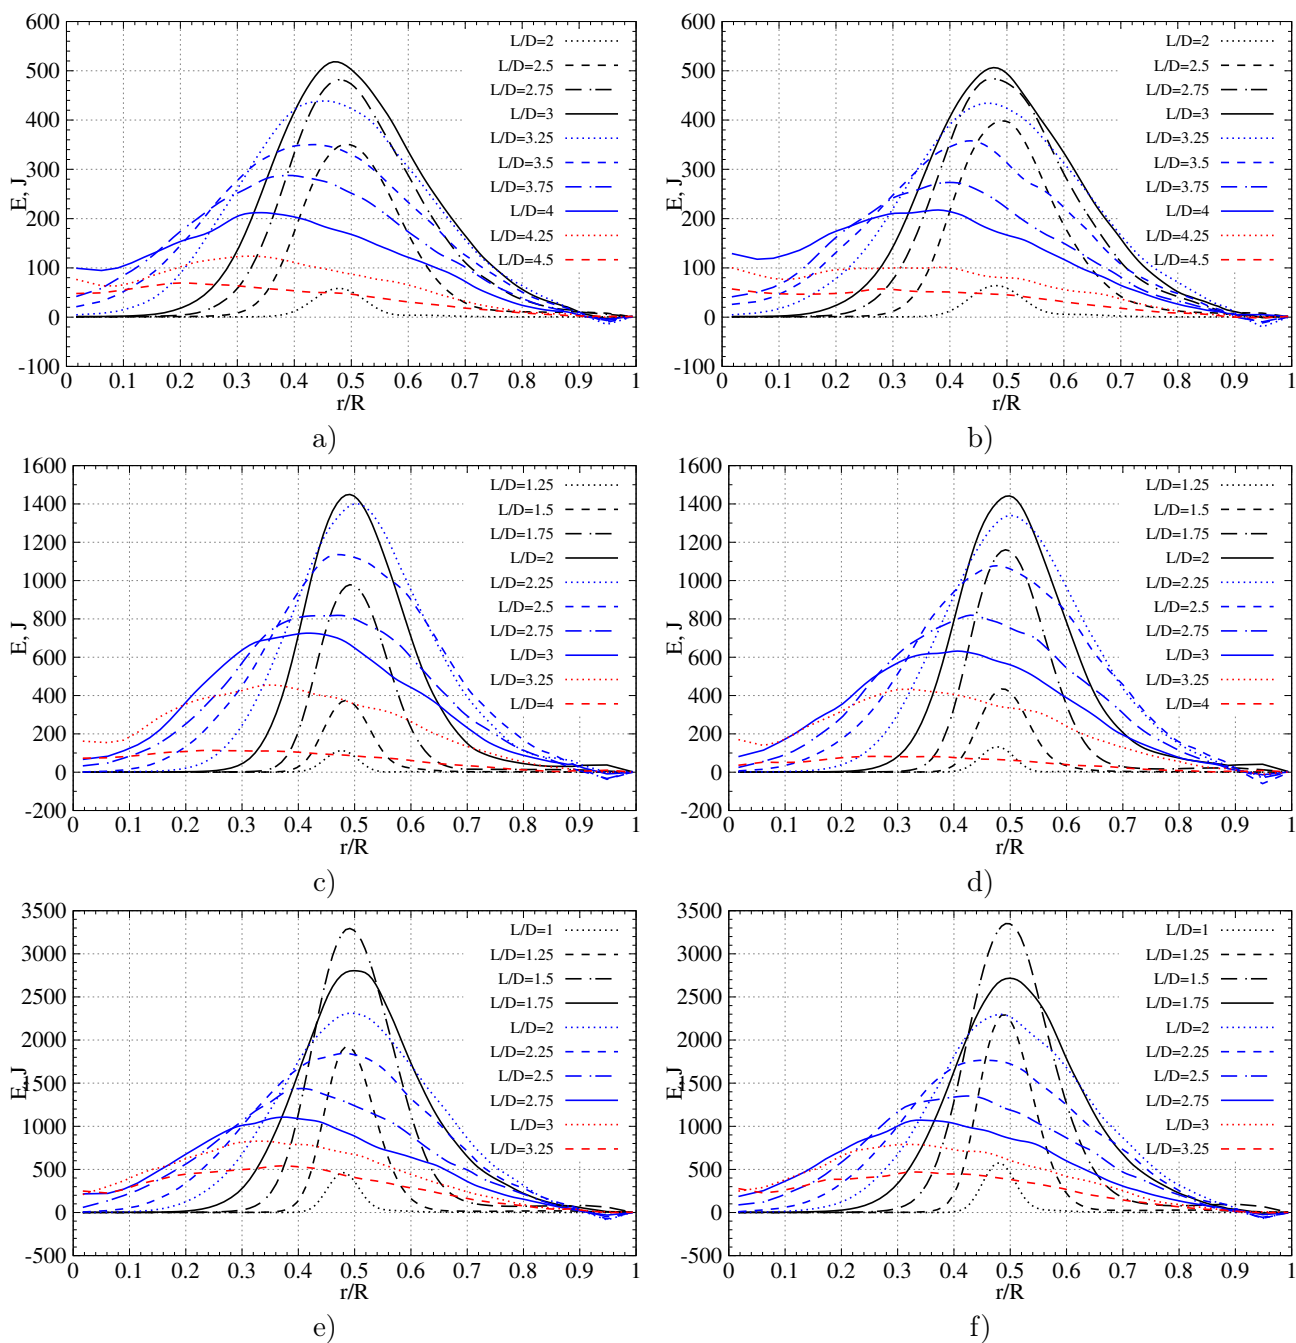 600
500
400
300
200
100
0
-100
E, J
0 0.1 0.2 0.3 0.4 0.5 0.6 0.7 0.8 0.9 1
r/R
L/D=2
L/D=2.5
L/D=2.75
L/D=3
L/D=3.25
L/D=3.5
L/D=3.75
L/D=4
L/D=4.25
L/D=4.5
a)
600
500
400
300
200
100
0
-100
E, J
0 0.1 0.2 0.3 0.4 0.5 0.6 0.7 0.8 0.9 1
r/R
L/D=2
L/D=2.5
L/D=2.75
L/D=3
L/D=3.25
L/D=3.5
L/D=3.75
L/D=4
L/D=4.25
L/D=4.5
b)
1600
1400
1200
1000
800
600
400
200
0
-200
E, J
0 0.1 0.2 0.3 0.4 0.5 0.6 0.7 0.8 0.9 1
r/R
L/D=1.25
L/D=1.5
L/D=1.75
L/D=2
L/D=2.25
L/D=2.5
L/D=2.75
L/D=3
L/D=3.25
L/D=4
c)
1600
1400
1200
1000
800
600
400
200
0
-200
E, J
0 0.1 0.2 0.3 0.4 0.5 0.6 0.7 0.8 0.9 1
r/R
L/D=1.25
L/D=1.5
L/D=1.75
L/D=2
L/D=2.25
L/D=2.5
L/D=2.75
L/D=3
L/D=3.25
L/D=4
d)
3500
3000
2500
2000
1500
1000
500
0
-500
E, J
0 0.1 0.2 0.3 0.4 0.5 0.6 0.7 0.8 0.9 1
r/R
L/D=1
L/D=1.25
L/D=1.5
L/D=1.75
L/D=2
L/D=2.25
L/D=2.5
L/D=2.75
L/D=3
L/D=3.25
e)
3500
3000
2500
2000
1500
1000
500
0
-500
E, J
0 0.1 0.2 0.3 0.4 0.5 0.6 0.7 0.8 0.9 1
r/R
L/D=1
L/D=1.25
L/D=1.5
L/D=1.75
L/D=2
L/D=2.25
L/D=2.5
L/D=2.75
L/D=3
L/D=3.25
f)